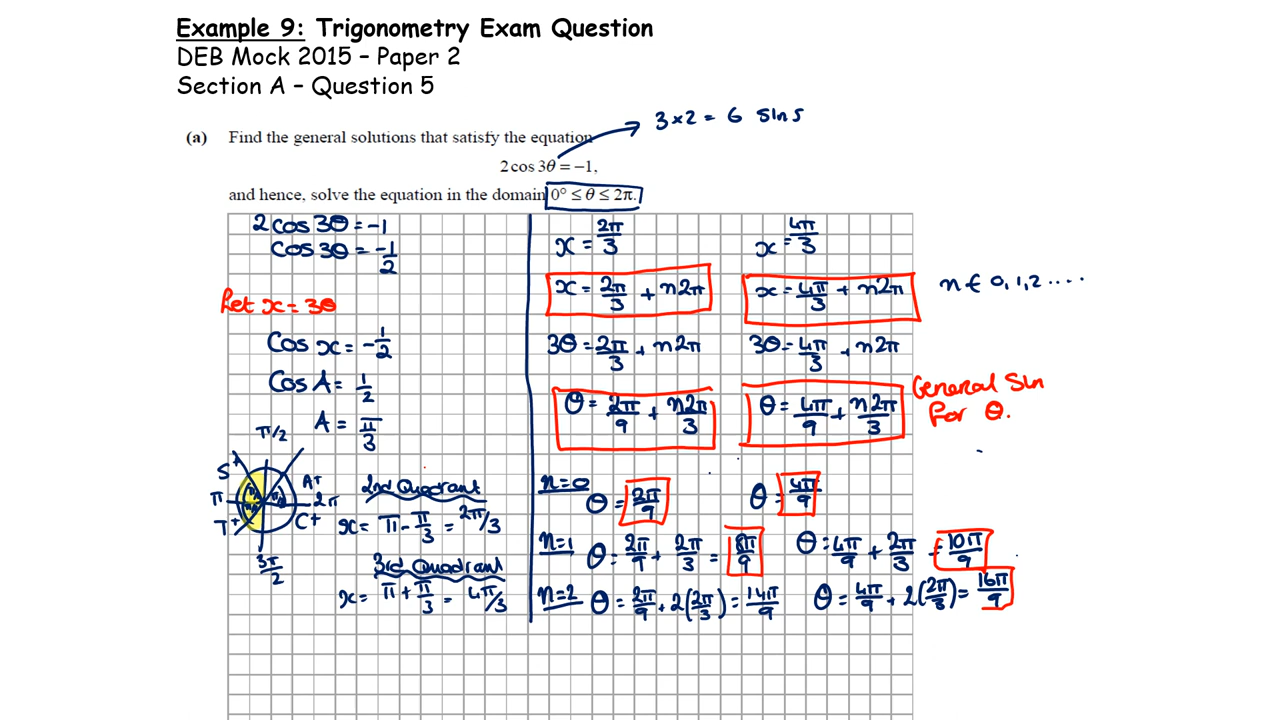 Example 9: Trigonometry Exam Question
DEB Mock 2015 – Paper 2
Section A – Question 5
3×2 = 6 slns
(a) Find the general solutions that satisfy the equation
2 cos 3θ = −1,
and hence, solve the equation in the domain 0° ≤ θ ≤ 2π.
2 cos 3θ = -1
Cos 3θ = -1/2
Let x = 3θ
Cos x = -1/2
Cos A = 1/2
A = π/3
π/2
S A
A+
π
2π
T+
C+
3π/2
2nd Quadrant
x = π - π/3 = 2π/3
3rd Quadrant
x = π + π/3 = 4π/3
x = 2π/3
x = 4π/3
x = 2π/3 + n2π
x = 4π/3 + n2π
n ∈ 0, 1, 2 ....
3θ = 2π/3 + n2π
3θ = 4π/3 + n2π
θ = 2π/9 + n2π/3
θ = 4π/9 + n2π/3
General Sln
for θ.
n=0 θ = 2π/9
θ = 4π/9
n=1 θ = 2π/9 + 2π/3 = 8π/9
θ = 4π/9 + 2π/3 = 10π/9
n=2 θ = 2π/9 + 2(2π/3) = 14π/9
θ = 4π/9 + 2(2π/3) = 16π/9